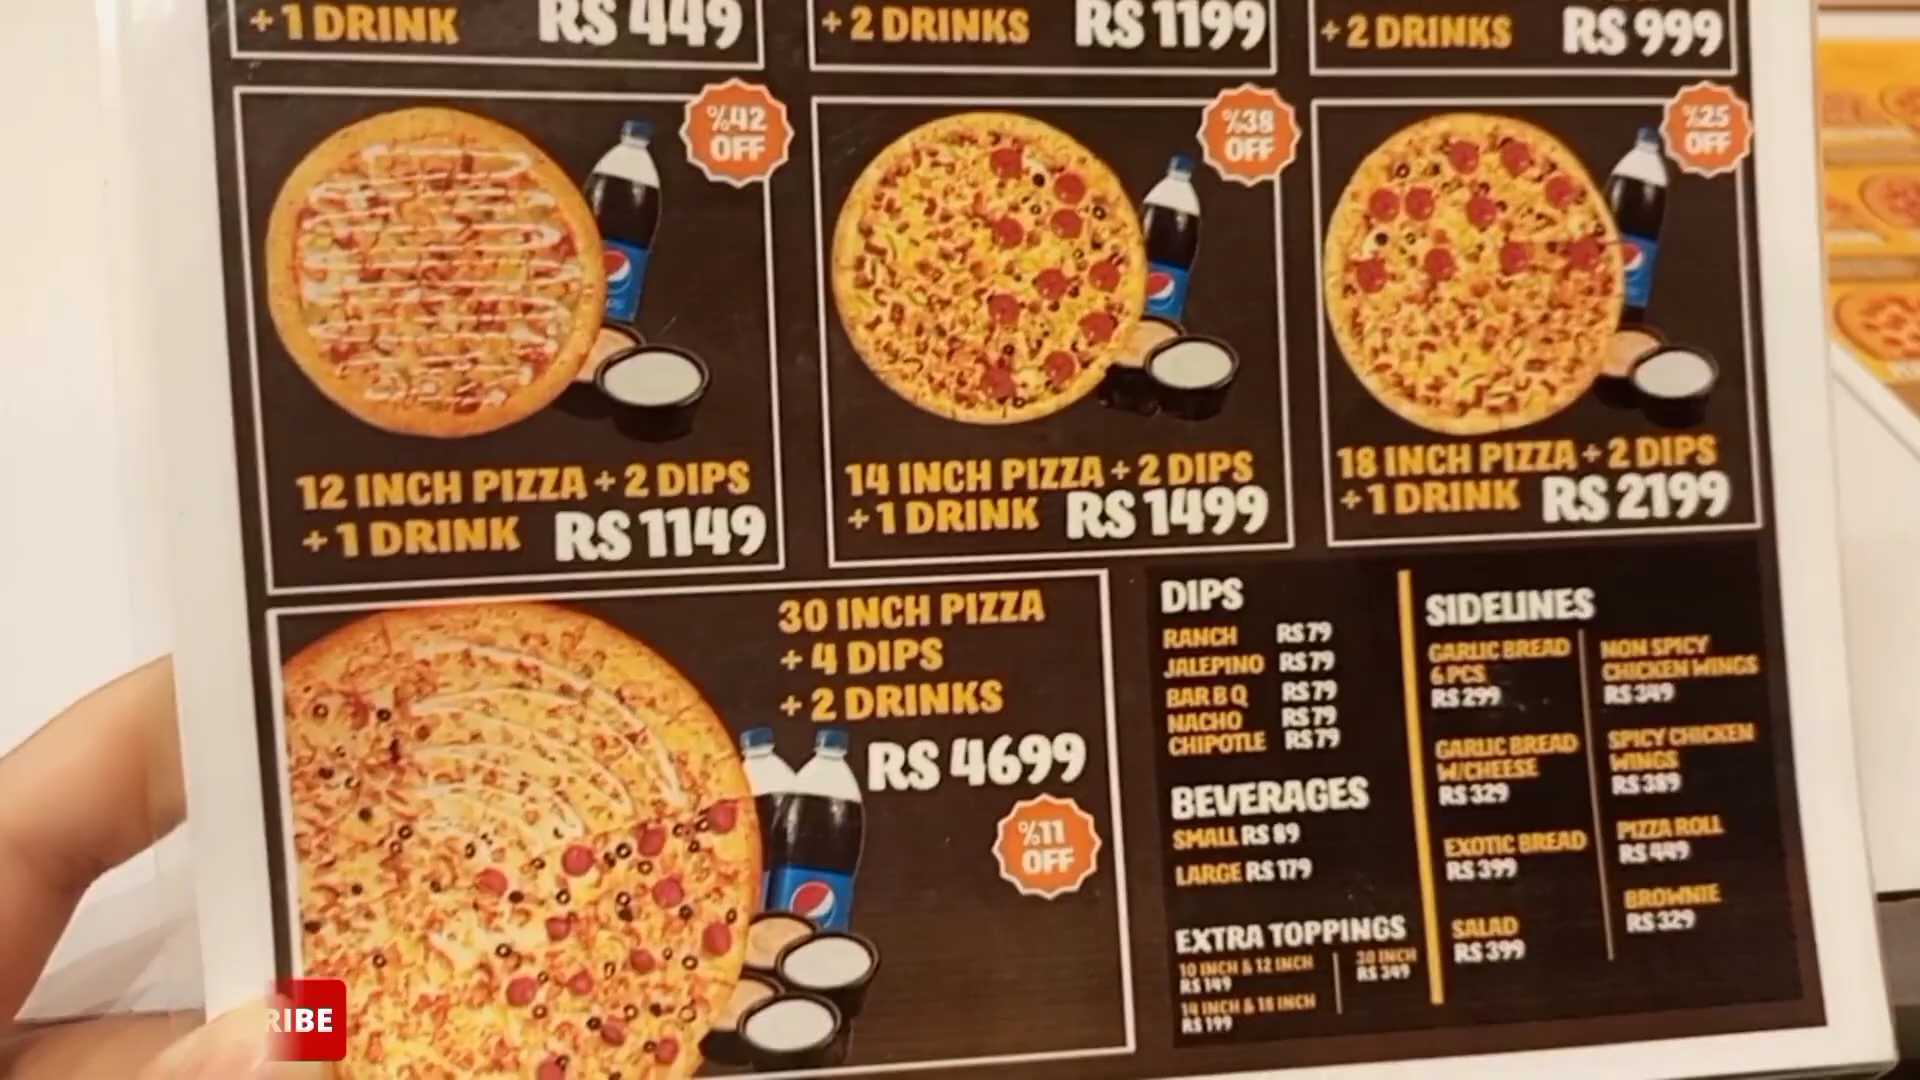 + 1 DRINK RS 449
+ 2 DRINKS RS 1199
+ 2 DRINKS RS 999
%42
OFF
12 INCH PIZZA + 2 DIPS
+ 1 DRINK RS 1149
%38
OFF
14 INCH PIZZA + 2 DIPS
+ 1 DRINK RS 1499
%25
OFF
18 INCH PIZZA + 2 DIPS
+ 1 DRINK RS 2199
30 INCH PIZZA
+ 4 DIPS
+ 2 DRINKS
RS 4699
%11
OFF
DIPS
RANCH RS 79
JALEPINO RS 79
BAR B Q RS 79
NACHO RS 79
CHIPOTLE RS 79
BEVERAGES
SMALL RS 89
LARGE RS 179
EXTRA TOPPINGS
10 INCH & 12 INCH
RS 149
14 INCH & 18 INCH
RS 199
30 INCH
RS 349
SIDELINES
GARLIC BREAD
6 PCS
RS 299
GARLIC BREAD
W/CHEESE
RS 329
EXOTIC BREAD
RS 399
SALAD
RS 399
NON SPICY
CHICKEN WINGS
RS 349
SPICY CHICKEN
WINGS
RS 389
PIZZA ROLL
RS 449
BROWNIE
RS 329
RIBE